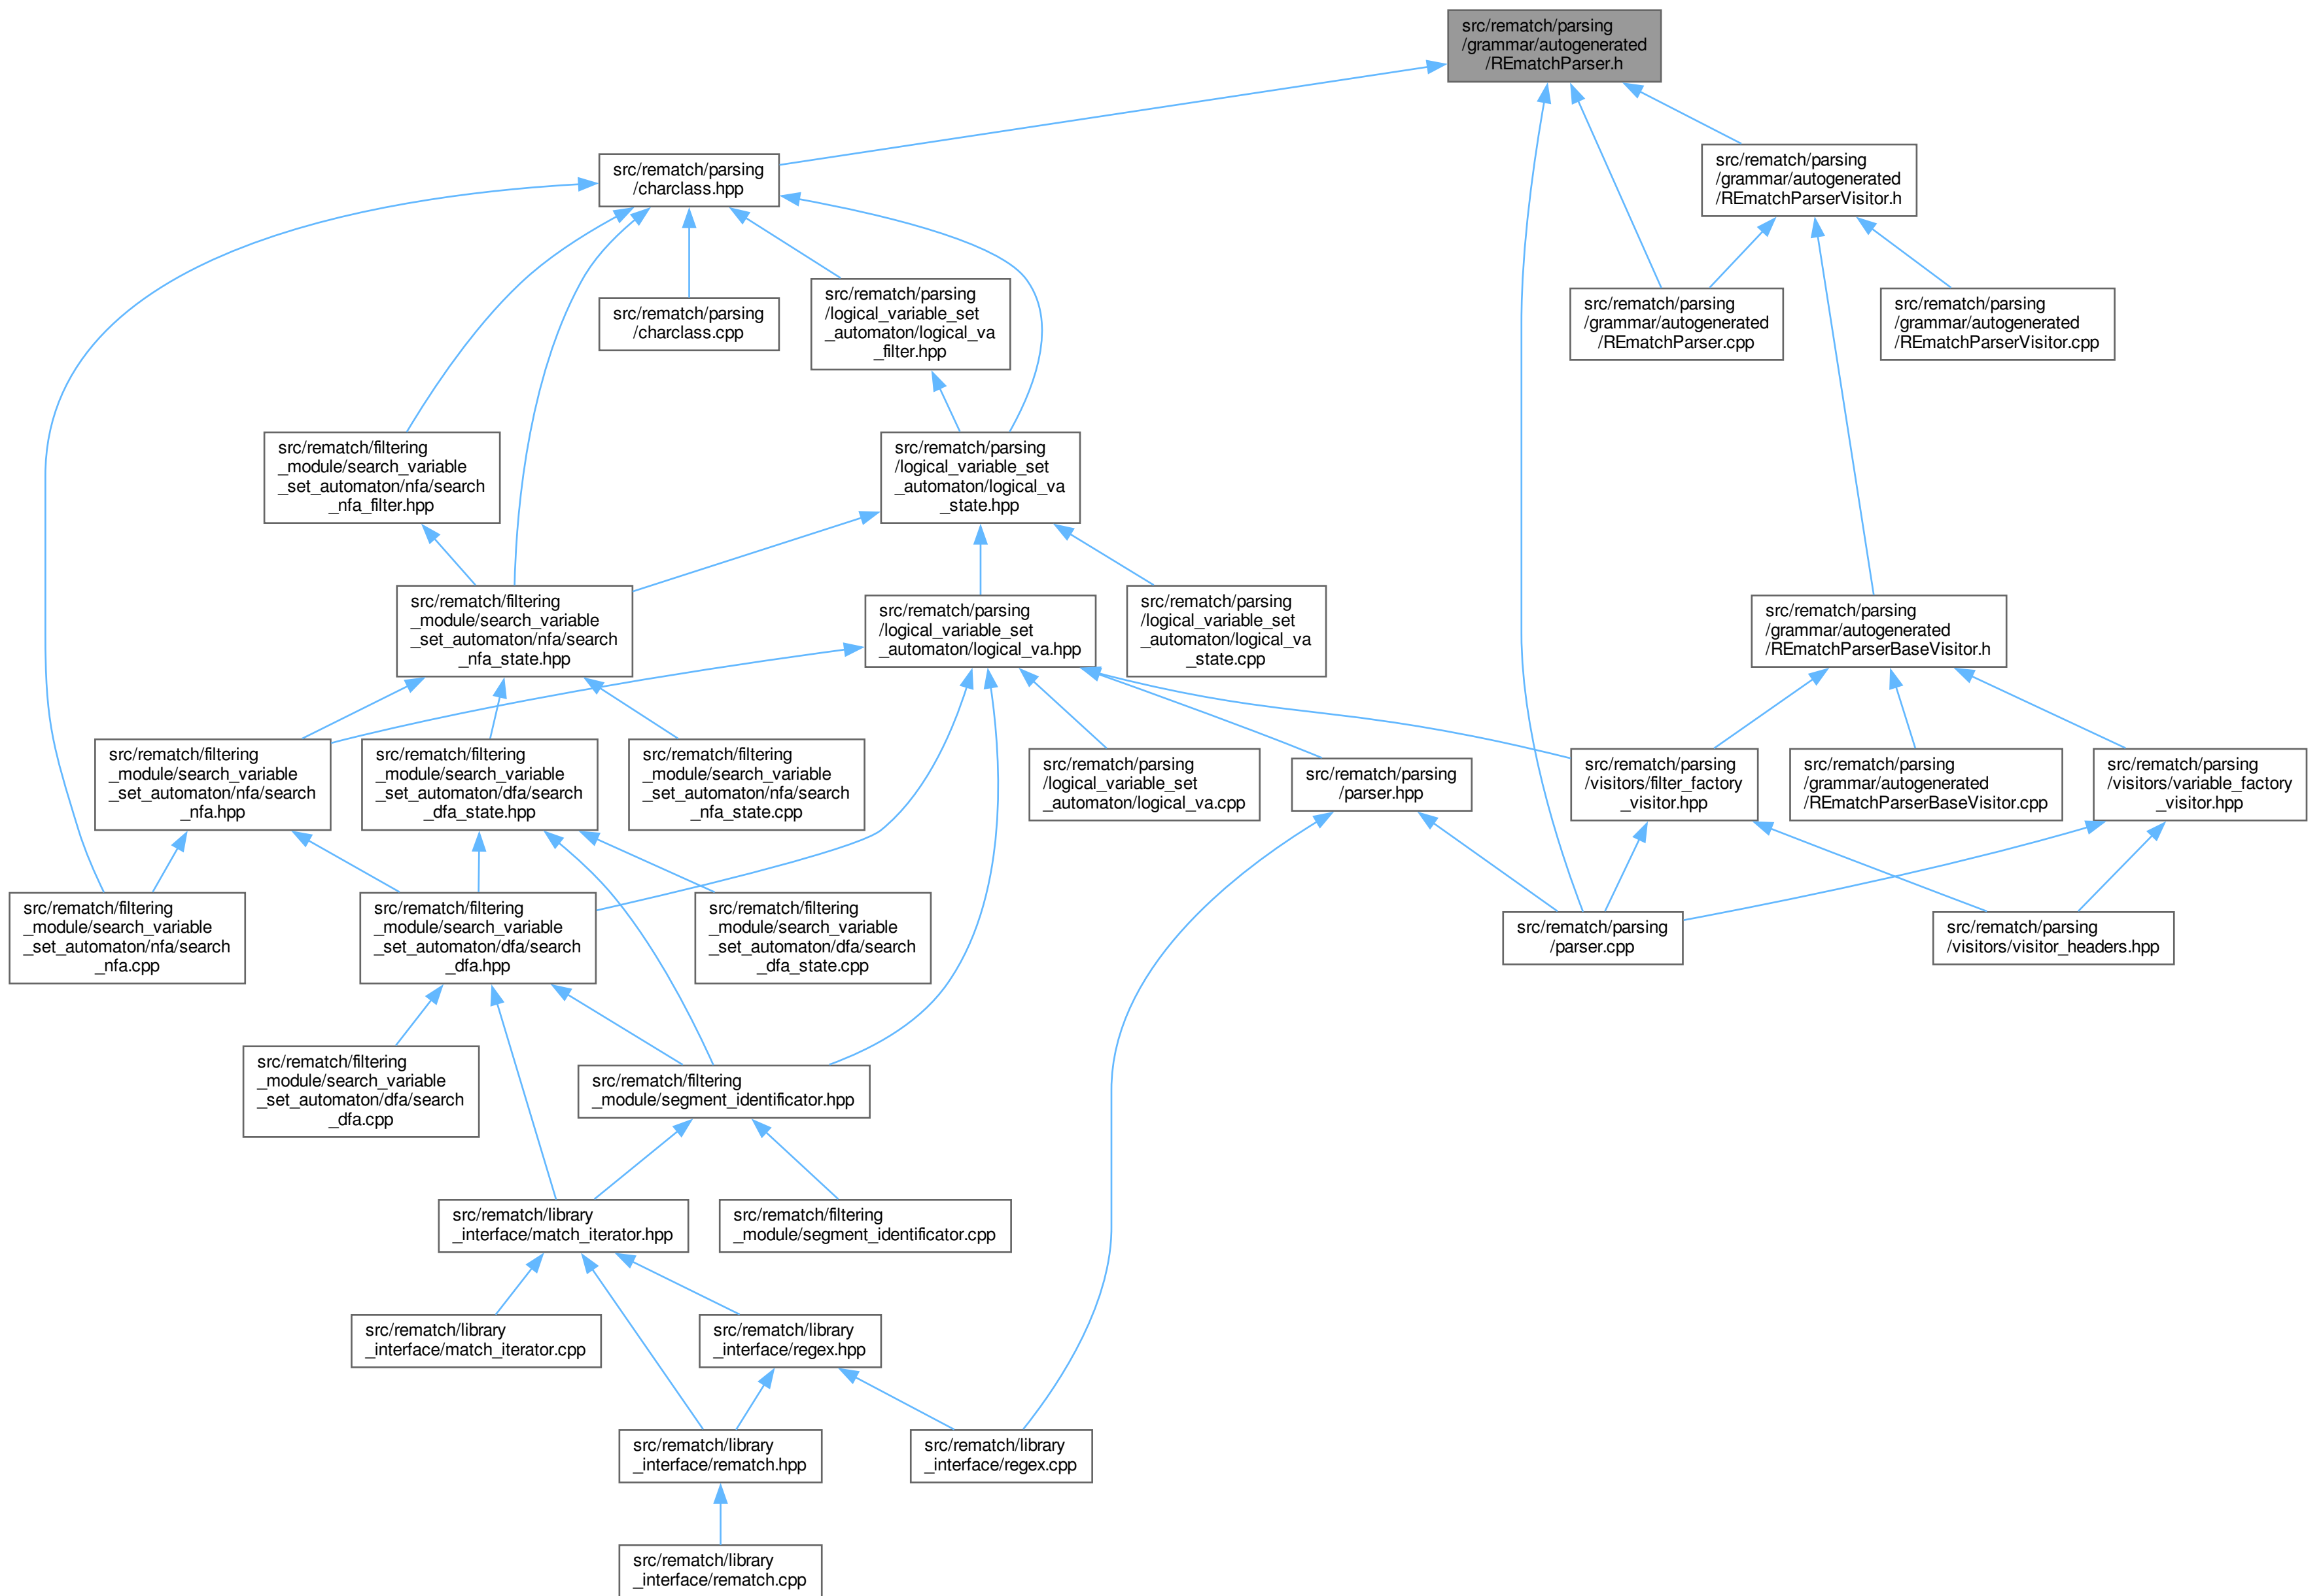 src/rematch/parsing
/grammar/autogenerated
/REmatchParser.h
src/rematch/parsing
/charclass.hpp
src/rematch/parsing
/grammar/autogenerated
/REmatchParserVisitor.h
src/rematch/parsing
/charclass.cpp
src/rematch/parsing
/logical_variable_set
_automaton/logical_va
_filter.hpp
src/rematch/parsing
/grammar/autogenerated
/REmatchParser.cpp
src/rematch/parsing
/grammar/autogenerated
/REmatchParserVisitor.cpp
src/rematch/filtering
_module/search_variable
_set_automaton/nfa/search
_nfa_filter.hpp
src/rematch/parsing
/logical_variable_set
_automaton/logical_va
_state.hpp
src/rematch/filtering
_module/search_variable
_set_automaton/nfa/search
_nfa_state.hpp
src/rematch/parsing
/logical_variable_set
_automaton/logical_va.hpp
src/rematch/parsing
/logical_variable_set
_automaton/logical_va
_state.cpp
src/rematch/parsing
/grammar/autogenerated
/REmatchParserBaseVisitor.h
src/rematch/filtering
_module/search_variable
_set_automaton/nfa/search
_nfa.hpp
src/rematch/filtering
_module/search_variable
_set_automaton/dfa/search
_dfa_state.hpp
src/rematch/filtering
_module/search_variable
_set_automaton/nfa/search
_nfa_state.cpp
src/rematch/parsing
/logical_variable_set
_automaton/logical_va.cpp
src/rematch/parsing
/parser.hpp
src/rematch/parsing
/visitors/filter_factory
_visitor.hpp
src/rematch/parsing
/grammar/autogenerated
/REmatchParserBaseVisitor.cpp
src/rematch/parsing
/visitors/variable_factory
_visitor.hpp
src/rematch/filtering
_module/search_variable
_set_automaton/nfa/search
_nfa.cpp
src/rematch/filtering
_module/search_variable
_set_automaton/dfa/search
_dfa.hpp
src/rematch/filtering
_module/search_variable
_set_automaton/dfa/search
_dfa_state.cpp
src/rematch/parsing
/parser.cpp
src/rematch/parsing
/visitors/visitor_headers.hpp
src/rematch/filtering
_module/search_variable
_set_automaton/dfa/search
_dfa.cpp
src/rematch/filtering
_module/segment_identificator.hpp
src/rematch/library
_interface/match_iterator.hpp
src/rematch/filtering
_module/segment_identificator.cpp
src/rematch/library
_interface/match_iterator.cpp
src/rematch/library
_interface/regex.hpp
src/rematch/library
_interface/rematch.hpp
src/rematch/library
_interface/regex.cpp
src/rematch/library
_interface/rematch.cpp